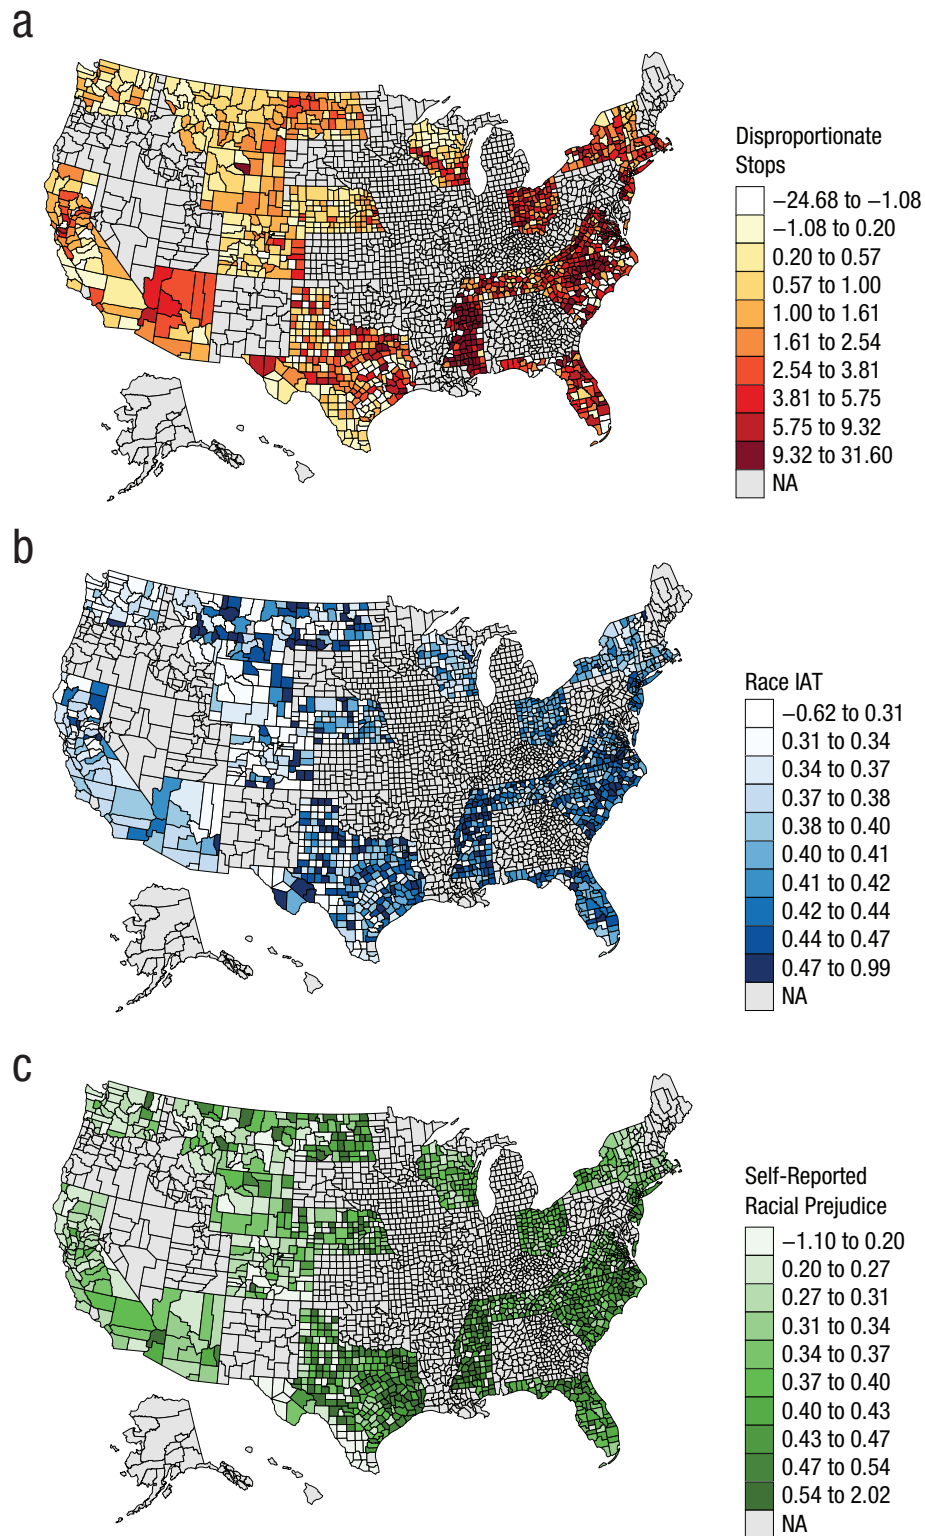 a
Disproportionate
Stops
−24.68 to −1.08
−1.08 to 0.20
0.20 to 0.57
0.57 to 1.00
1.00 to 1.61
1.61 to 2.54
2.54 to 3.81
3.81 to 5.75
5.75 to 9.32
9.32 to 31.60
NA
b
Race IAT
−0.62 to 0.31
0.31 to 0.34
0.34 to 0.37
0.37 to 0.38
0.38 to 0.40
0.40 to 0.41
0.41 to 0.42
0.42 to 0.44
0.44 to 0.47
0.47 to 0.99
NA
c
Self-Reported
Racial Prejudice
−1.10 to 0.20
0.20 to 0.27
0.27 to 0.31
0.31 to 0.34
0.34 to 0.37
0.37 to 0.40
0.40 to 0.43
0.43 to 0.47
0.47 to 0.54
0.54 to 2.02
NA